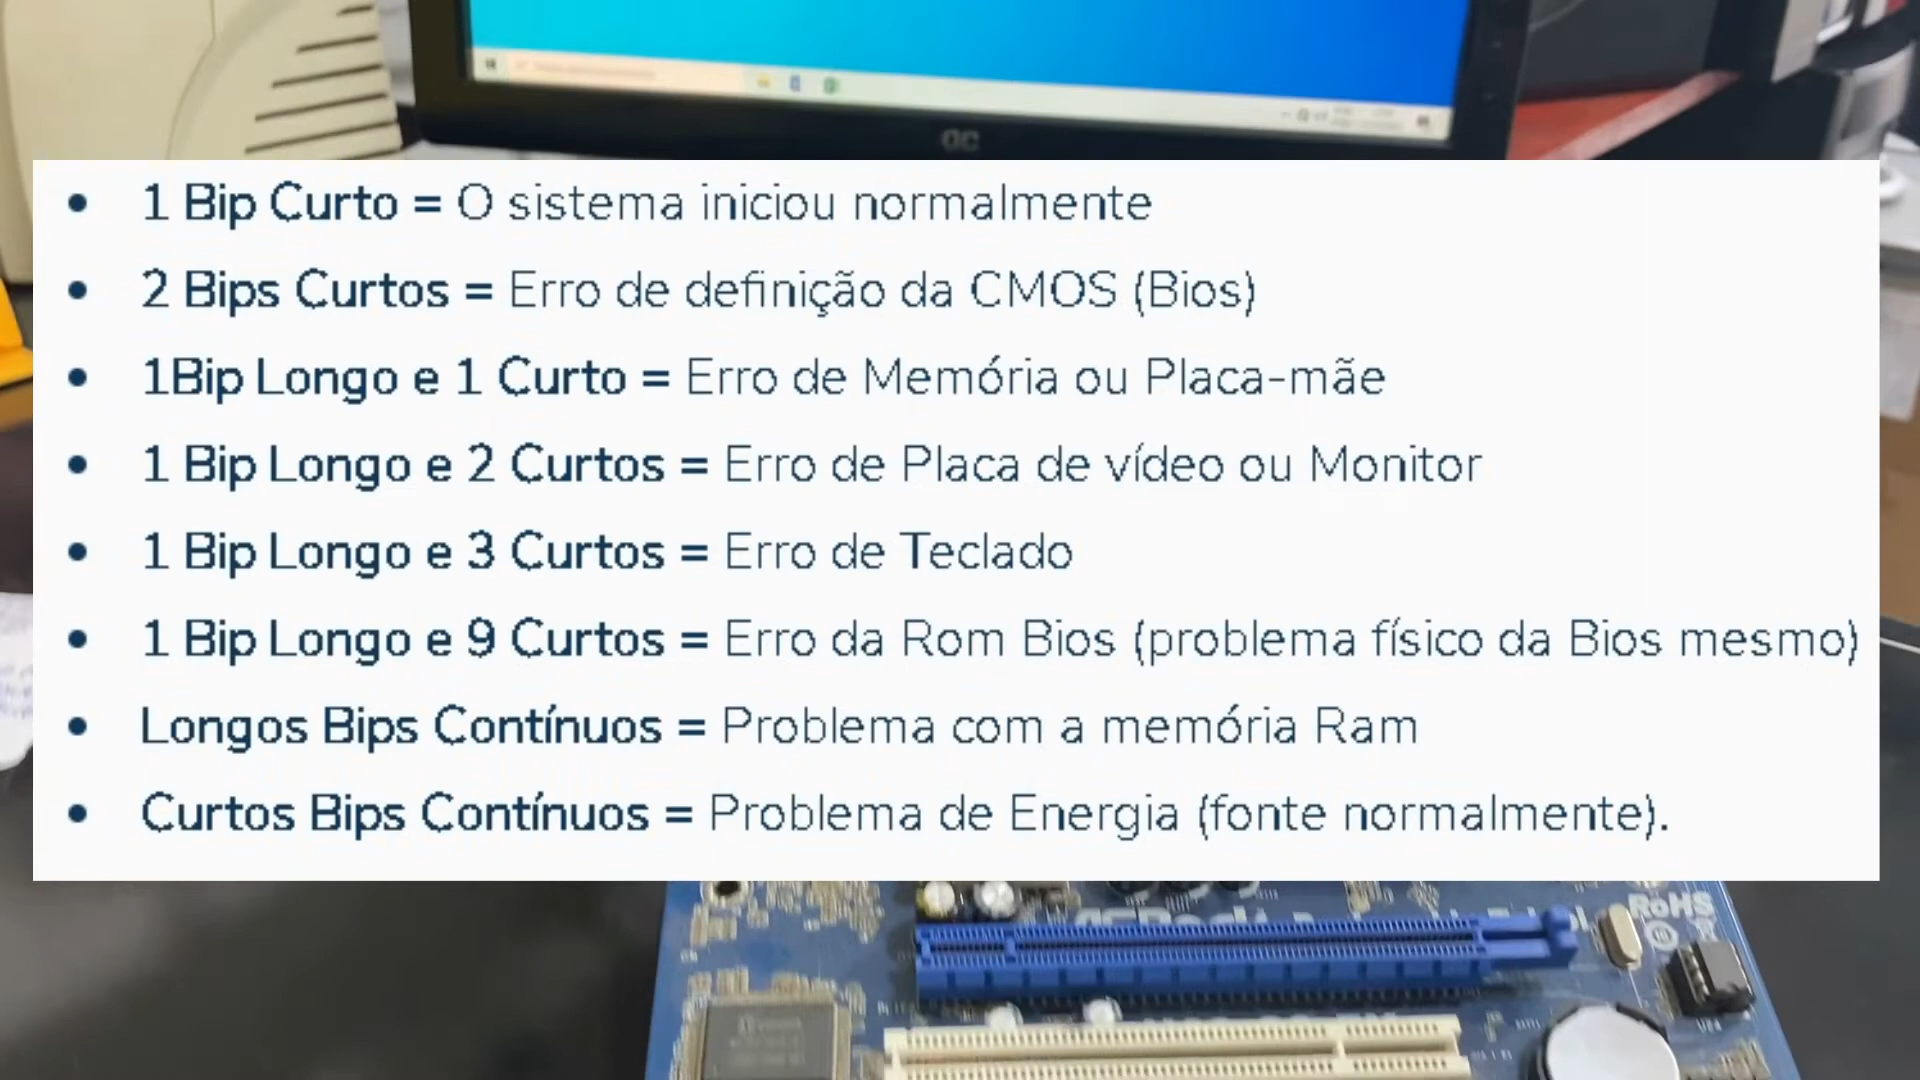 AOC
• 1 Bip Curto = O sistema iniciou normalmente
• 2 Bips Curtos = Erro de definição da CMOS (Bios)
• 1Bip Longo e 1 Curto = Erro de Memória ou Placa-mãe
• 1 Bip Longo e 2 Curtos = Erro de Placa de vídeo ou Monitor
• 1 Bip Longo e 3 Curtos = Erro de Teclado
• 1 Bip Longo e 9 Curtos = Erro da Rom Bios (problema físico da Bios mesmo)
• Longos Bips Contínuos = Problema com a memória Ram
• Curtos Bips Contínuos = Problema de Energia (fonte normalmente).
ASRock
RoHS